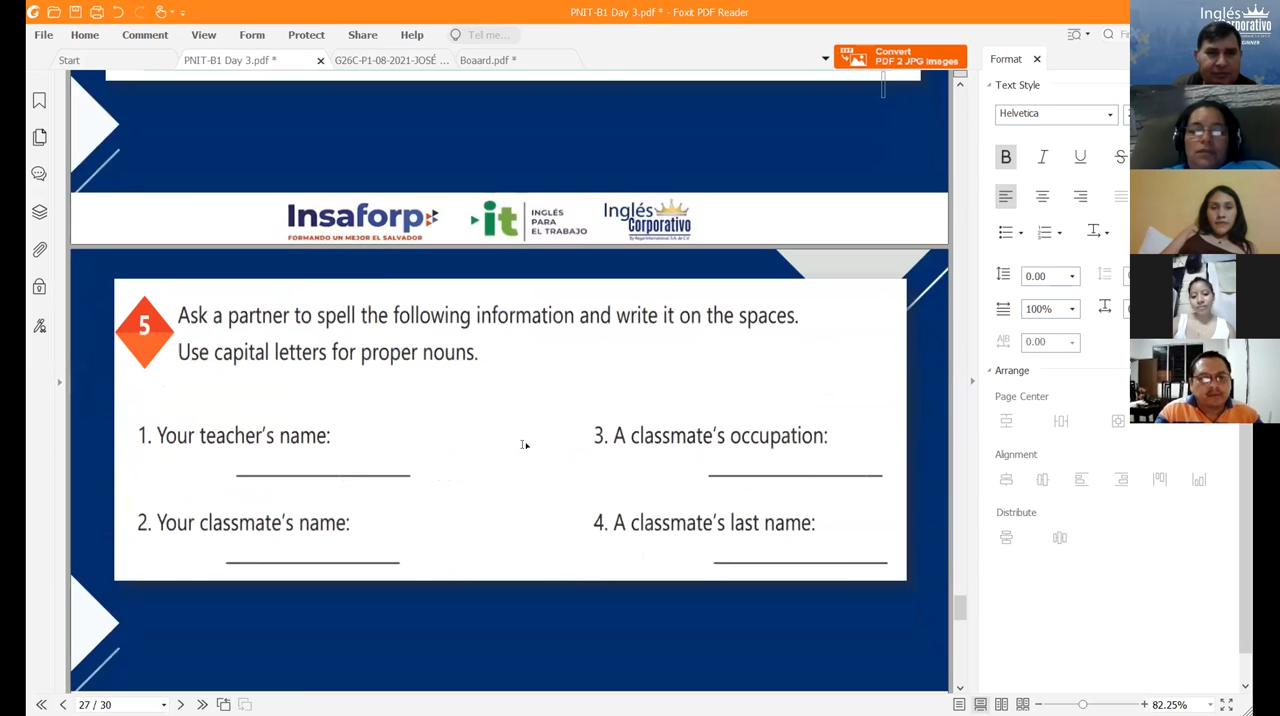 PNIT-B1 Day 3.pdf * - Foxit PDF Reader
File Home Comment View Form Protect Share Help Tell me...
Start PNIT-B1 Day 3.pdf * G26C-P1-08-2021-JOSÉ ... Boaard.pdf *
Convert
PDF 2 JPG Images
Format
Text Style
Helvetica
B I U S
0.00
100%
0.00
Arrange
Page Center
Alignment
Distribute
Inglés
Corporativo
Insaforp
FORMANDO UN MEJOR EL SALVADOR
it
INGLÉS
PARA
EL TRABAJO
Inglés
Corporativo
5
Ask a partner to spell the following information and write it on the spaces.
Use capital letters for proper nouns.
1. Your teacher's name:
3. A classmate's occupation:
2. Your classmate's name:
4. A classmate's last name:
27 / 30
82.25%